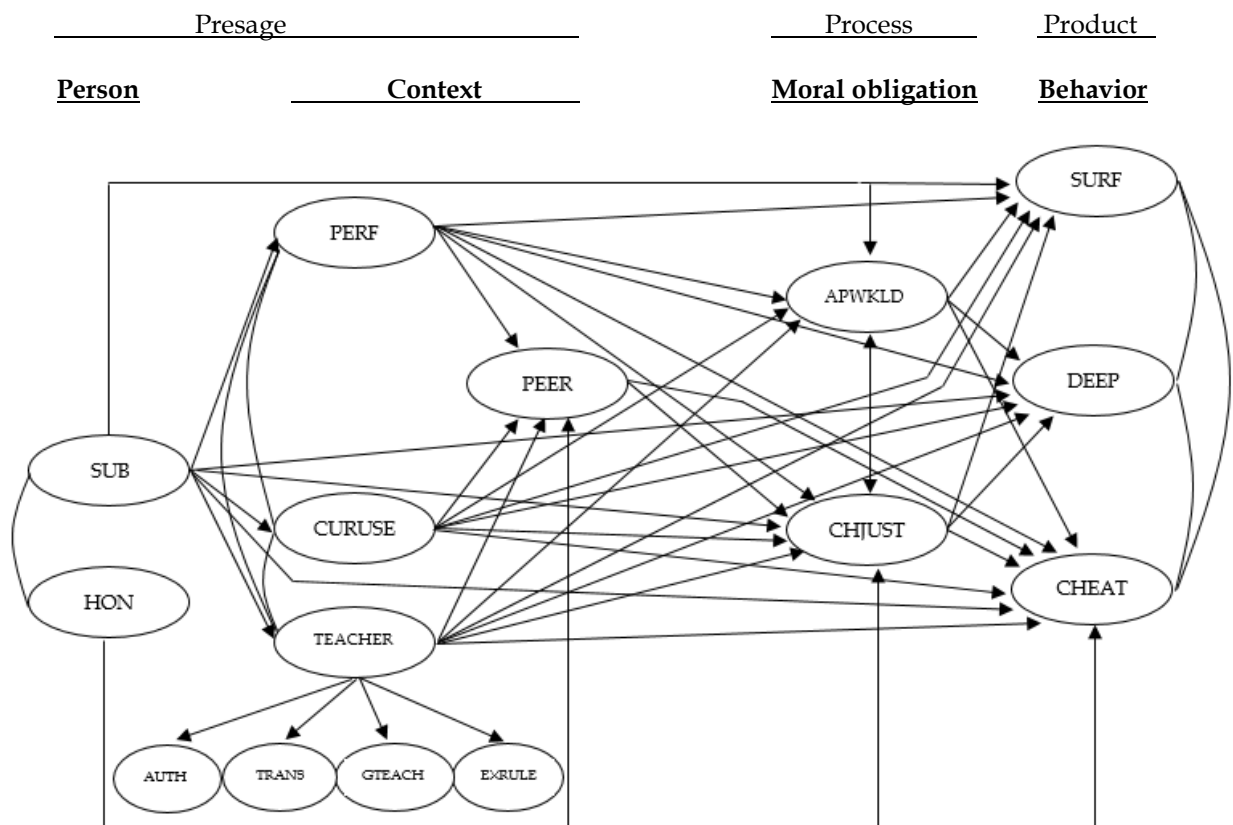 Presage Process Product
Person Context Moral obligation Behavior
SURF
PERF
APWKLD
PEER
DEEP
SUB
CURUSE
CHJUST
HON
CHEAT
TEACHER
AUTH TRANS GTEACH EXRULE